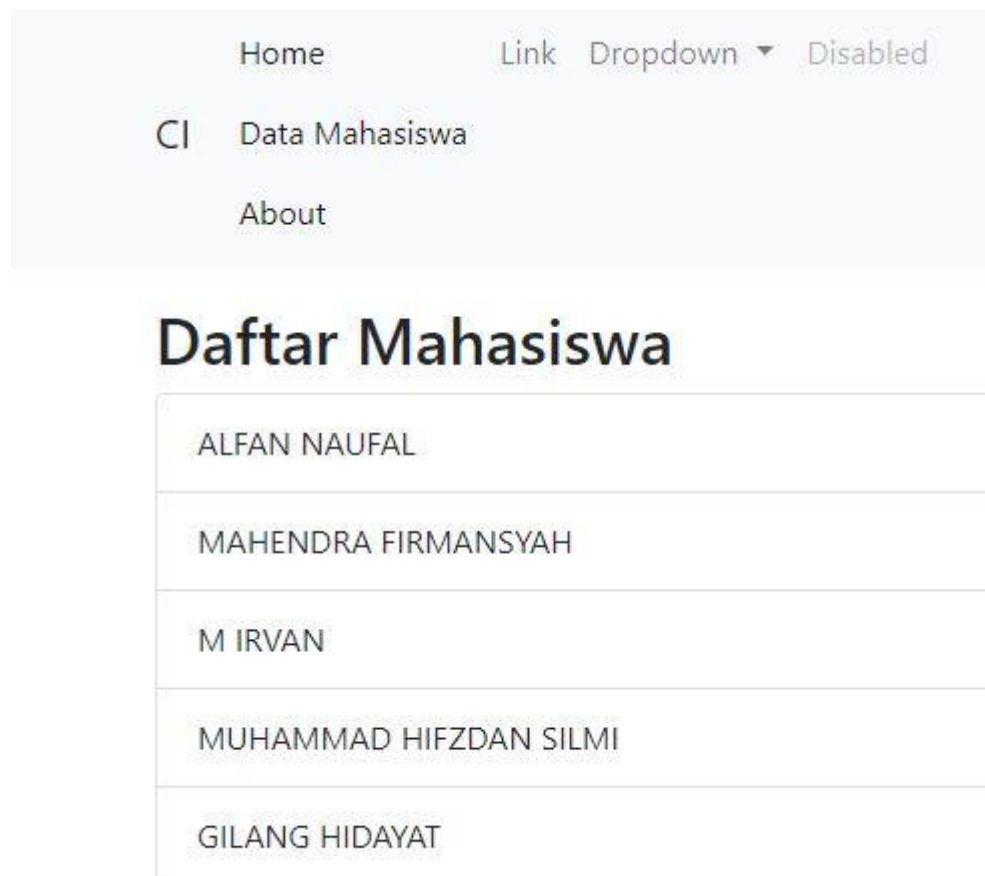 Home Link Dropdown Disabled
CI Data Mahasiswa
About
Daftar Mahasiswa
ALFAN NAUFAL
MAHENDRA FIRMANSYAH
M IRVAN
MUHAMMAD HIFZDAN SILMI
GILANG HIDAYAT